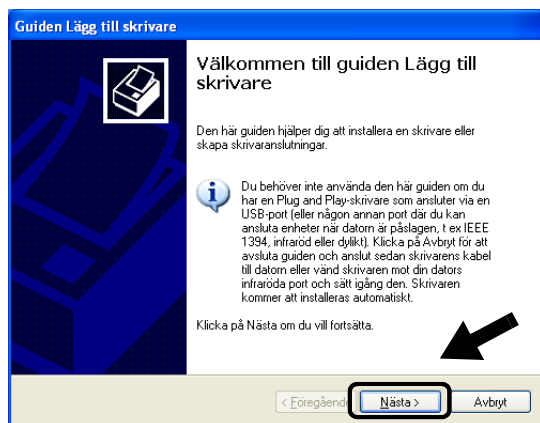 Guiden Lägg till skrivare
Välkommen till guiden Lägg till
skrivare
Den här guiden hjälper dig att installera en skrivare eller
skapa skrivaranslutningar.
Du behöver inte använda den här guiden om du
har en Plug and Play-skrivare som ansluter via en
USB-port (eller någon annan port där du kan
ansluta enheter när datorn är påslagen, t ex IEEE
1394, infraröd eller dylikt). Klicka på Avbryt för att
avsluta guiden och anslut sedan skrivarens kabel
till datorn eller vänd skrivaren mot din dators
infraröda port och sätt igång den. Skrivaren
kommer att installeras automatiskt.
Klicka på Nästa om du vill fortsätta.
< Föregående Nästa > Avbryt